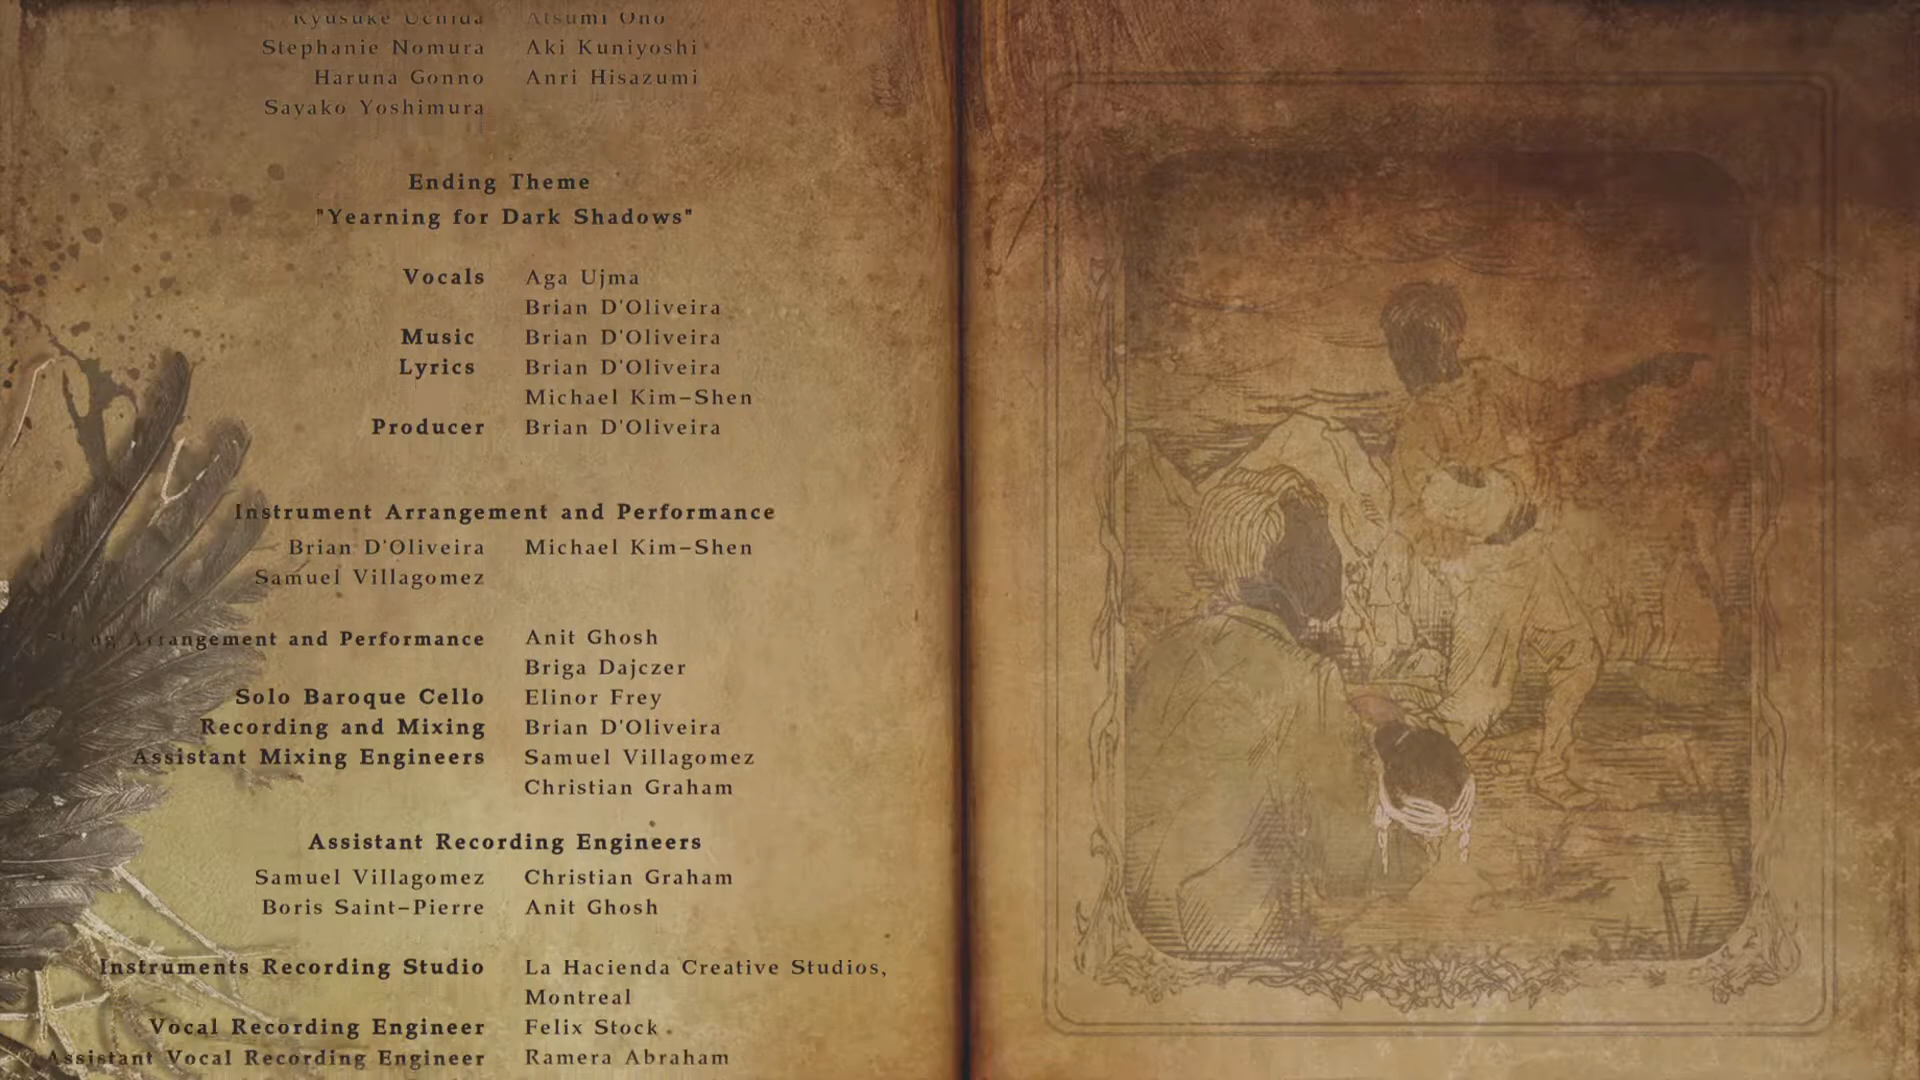 Ryusuke Uchida Atsumi Ono
Stephanie Nomura Aki Kuniyoshi
Haruna Gonno Anri Hisazumi
Sayako Yoshimura
Ending Theme
"Yearning for Dark Shadows"
Vocals Aga Ujma
Brian D'Oliveira
Music Brian D'Oliveira
Lyrics Brian D'Oliveira
Michael Kim-Shen
Producer Brian D'Oliveira
Instrument Arrangement and Performance
Brian D'Oliveira Michael Kim-Shen
Samuel Villagomez
Arrangement and Performance Anit Ghosh
Briga Dajczer
Solo Baroque Cello Elinor Frey
Recording and Mixing Brian D'Oliveira
Assistant Mixing Engineers Samuel Villagomez
Christian Graham
Assistant Recording Engineers
Samuel Villagomez Christian Graham
Boris Saint-Pierre Anit Ghosh
Instruments Recording Studio La Hacienda Creative Studios,
Montreal
Vocal Recording Engineer Felix Stock
Assistant Vocal Recording Engineer Ramera Abraham